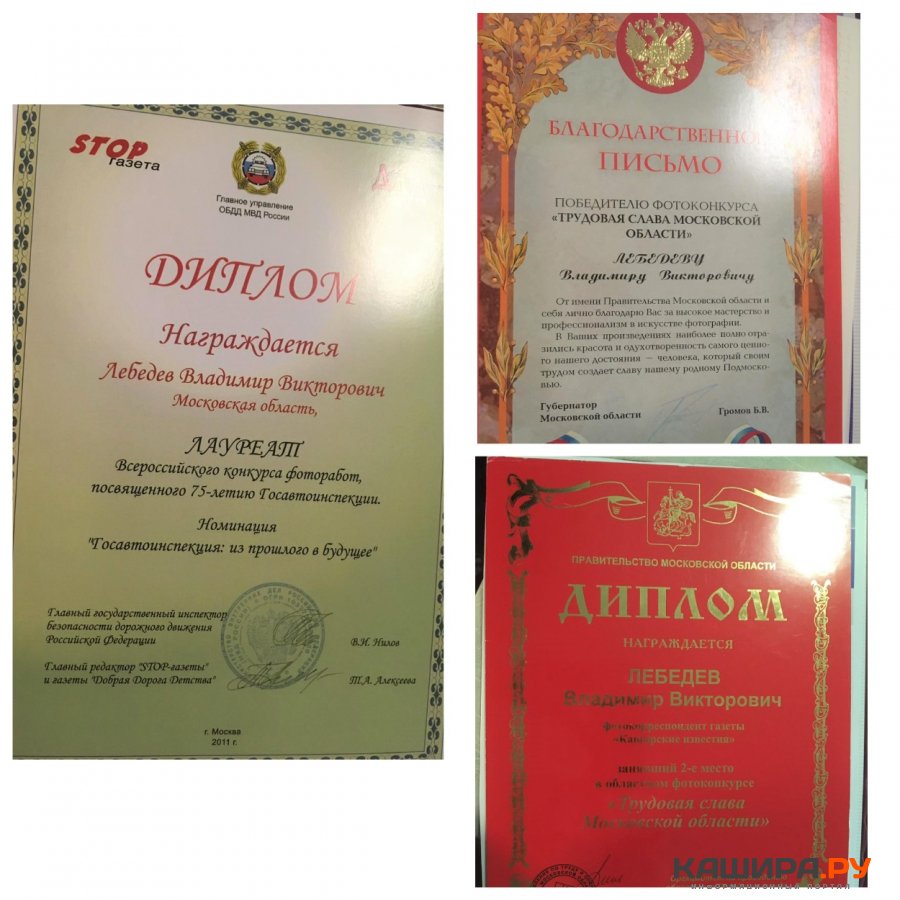 STOP
газета
Главное управление
ОБДД МВД России
ДИПЛОМ
Награждается
Лебедев Владимир Викторович
Московская область,
ЛАУРЕАТ
Всероссийского конкурса фоторабот,
посвященного 75-летию Госавтоинспекции.
Номинация
"Госавтоинспекция: из прошлого в будущее"
Главный государственный инспектор
безопасности дорожного движения
Российской Федерации
В.Н. Нилов
Главный редактор "STOP-газеты"
и газеты "Добрая Дорога Детства"
Т.А. Алексеева
г. Москва
2011 г.
БЛАГОДАРСТВЕННОЕ
ПИСЬМО
ПОБЕДИТЕЛЮ ФОТОКОНКУРСА
«ТРУДОВАЯ СЛАВА МОСКОВСКОЙ
ОБЛАСТИ»
ЛЕБЕДЕВУ
Владимиру Викторовичу
От имени Правительства Московской области и
себя лично благодарю Вас за высокое мастерство и
профессионализм в искусстве фотографии.
В Ваших произведениях наиболее полно отра-
зились красота и одухотворенность самого ценно-
го нашего достояния — человека, который своим
трудом создает славу нашему родному Подмоско-
вью.
Губернатор
Московской области
Громов Б.В.
ПРАВИТЕЛЬСТВО МОСКОВСКОЙ ОБЛАСТИ
ДИПЛОМ
НАГРАЖДАЕТСЯ
ЛЕБЕДЕВ
Владимир Викторович
фотокорреспондент газеты
«Каширские известия»
занявший 2-е место
в областном фотоконкурсе
«Трудовая слава
Московской области»
КАШИРА.РУ
информационный портал